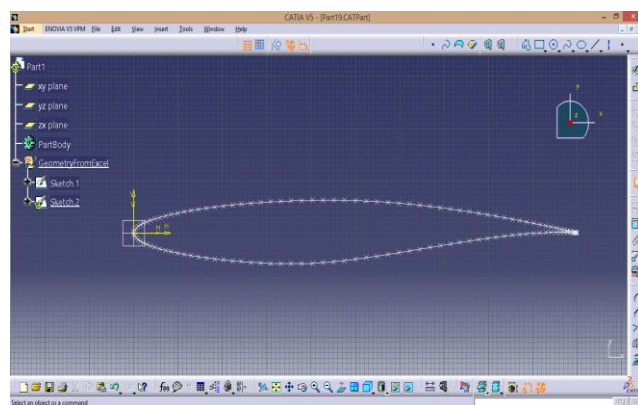 CATIA V5 - [Part19.CATPart]
Start ENOVIA V5 VPM File Edit View Insert Tools Window Help
Part1
xy plane
yz plane
zx plane
PartBody
GeometryFromExcel
Sketch.1
Sketch.2
y
x
z
V
H H
Select an object or a command